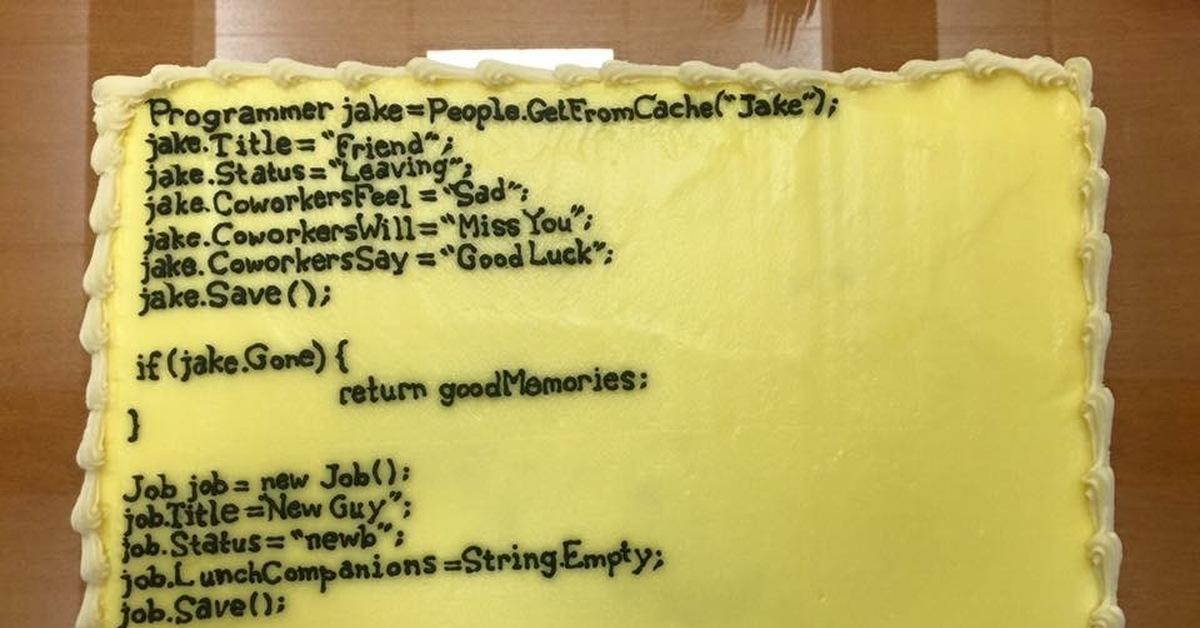 Programmer jake=People.GetFromCache("Jake");
jake.Title="Friend";
jake.Status="Leaving";
jake.CoworkersFeel="Sad";
jake.CoworkersWill="Miss You";
jake.CoworkersSay="Good Luck";
jake.Save();
if (jake.Gone) {
return goodMemories;
}
Job job= new Job();
job.Title=New Guy";
job.Status="newb";
job.LunchCompanions=String.Empty;
job.Save();